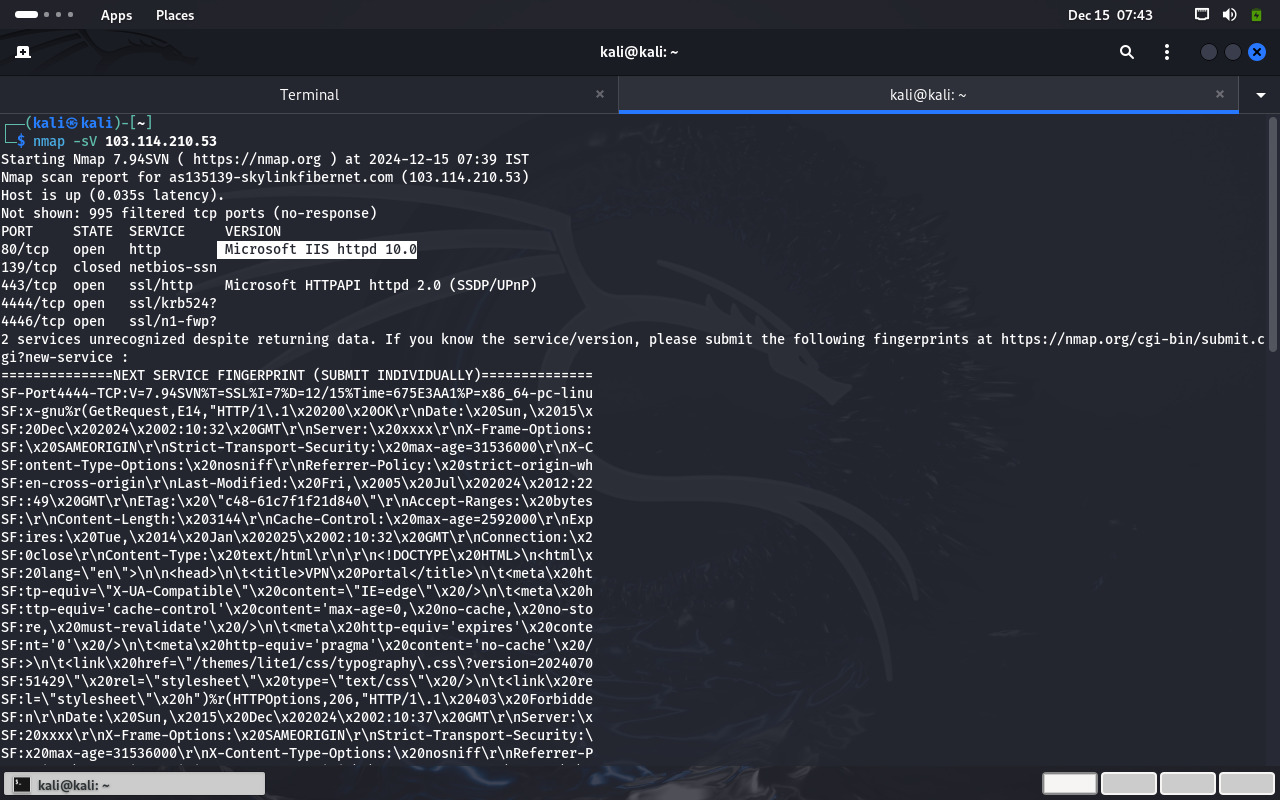 Apps Places Dec 15 07:43
kali@kali: ~
Terminal × kali@kali: ~ ×
┌──(kali㉿kali)-[~]
└─$ nmap -sV 103.114.210.53
Starting Nmap 7.94SVN ( https://nmap.org ) at 2024-12-15 07:39 IST
Nmap scan report for as135139-skylinkfibernet.com (103.114.210.53)
Host is up (0.035s latency).
Not shown: 995 filtered tcp ports (no-response)
PORT     STATE  SERVICE     VERSION
80/tcp   open   http        Microsoft IIS httpd 10.0
139/tcp  closed netbios-ssn
443/tcp  open   ssl/http    Microsoft HTTPAPI httpd 2.0 (SSDP/UPnP)
4444/tcp open   ssl/krb524?
4446/tcp open   ssl/n1-fwp?
2 services unrecognized despite returning data. If you know the service/version, please submit the following fingerprints at https://nmap.org/cgi-bin/submit.c
gi?new-service :
==============NEXT SERVICE FINGERPRINT (SUBMIT INDIVIDUALLY)==============
SF-Port4444-TCP:V=7.94SVN%T=SSL%I=7%D=12/15%Time=675E3AA1%P=x86_64-pc-linu
SF:x-gnu%r(GetRequest,E14,"HTTP/1\.1\x20200\x20OK\r\nDate:\x20Sun,\x2015\x
SF:20Dec\x202024\x2002:10:32\x20GMT\r\nServer:\x20xxxx\r\nX-Frame-Options:
SF:\x20SAMEORIGIN\r\nStrict-Transport-Security:\x20max-age=31536000\r\nX-C
SF:ontent-Type-Options:\x20nosniff\r\nReferrer-Policy:\x20strict-origin-wh
SF:en-cross-origin\r\nLast-Modified:\x20Fri,\x2005\x20Jul\x202024\x2012:22
SF::49\x20GMT\r\nETag:\x20\"c48-61c7f1f21d840\"\r\nAccept-Ranges:\x20bytes
SF:\r\nContent-Length:\x203144\r\nCache-Control:\x20max-age=2592000\r\nExp
SF:ires:\x20Tue,\x2014\x20Jan\x202025\x2002:10:32\x20GMT\r\nConnection:\x2
SF:0close\r\nContent-Type:\x20text/html\r\n\r\n<!DOCTYPE\x20HTML>\n<html\x
SF:20lang=\"en\">\n\n<head>\n\t<title>VPN\x20Portal</title>\n\t<meta\x20ht
SF:tp-equiv=\"X-UA-Compatible\"\x20content=\"IE=edge\"\x20/>\n\t<meta\x20h
SF:ttp-equiv='cache-control'\x20content='max-age=0,\x20no-cache,\x20no-sto
SF:re,\x20must-revalidate'\x20/>\n\t<meta\x20http-equiv='expires'\x20conte
SF:nt='0'\x20/>\n\t<meta\x20http-equiv='pragma'\x20content='no-cache'\x20/
SF:>\n\t<link\x20href=\"/themes/lite1/css/typography\.css\?version=2024070
SF:51429\"\x20rel=\"stylesheet\"\x20type=\"text/css\"\x20/>\n\t<link\x20re
SF:l=\"stylesheet\"\x20h")%r(HTTPOptions,206,"HTTP/1\.1\x20403\x20Forbidde
SF:n\r\nDate:\x20Sun,\x2015\x20Dec\x202024\x2002:10:37\x20GMT\r\nServer:\x
SF:20xxxx\r\nX-Frame-Options:\x20SAMEORIGIN\r\nStrict-Transport-Security:\
SF:x20max-age=31536000\r\nX-Content-Type-Options:\x20nosniff\r\nReferrer-P
kali@kali: ~